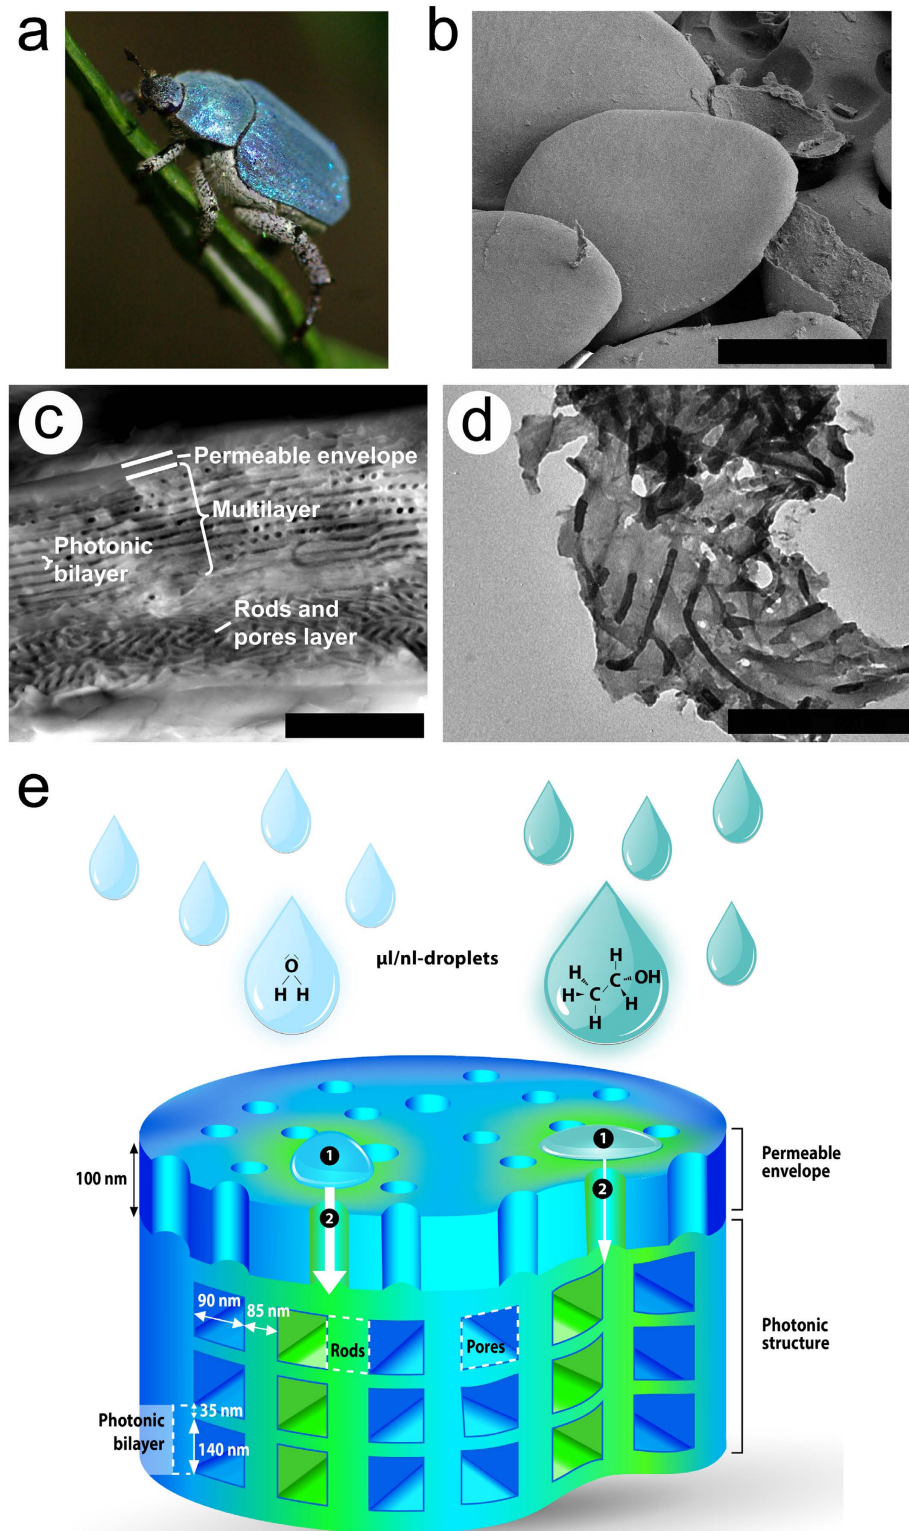 a
b
c
Permeable envelope
Multilayer
Photonic
bilayer
Rods and
pores layer
d
e
µl/nl-droplets
O
H H
H
H
C
OH
H
C
H
H
1
1
2
2
100 nm
Permeable
envelope
90 nm
85 nm
Rods
Pores
Photonic
structure
35 nm
Photonic
bilayer
140 nm